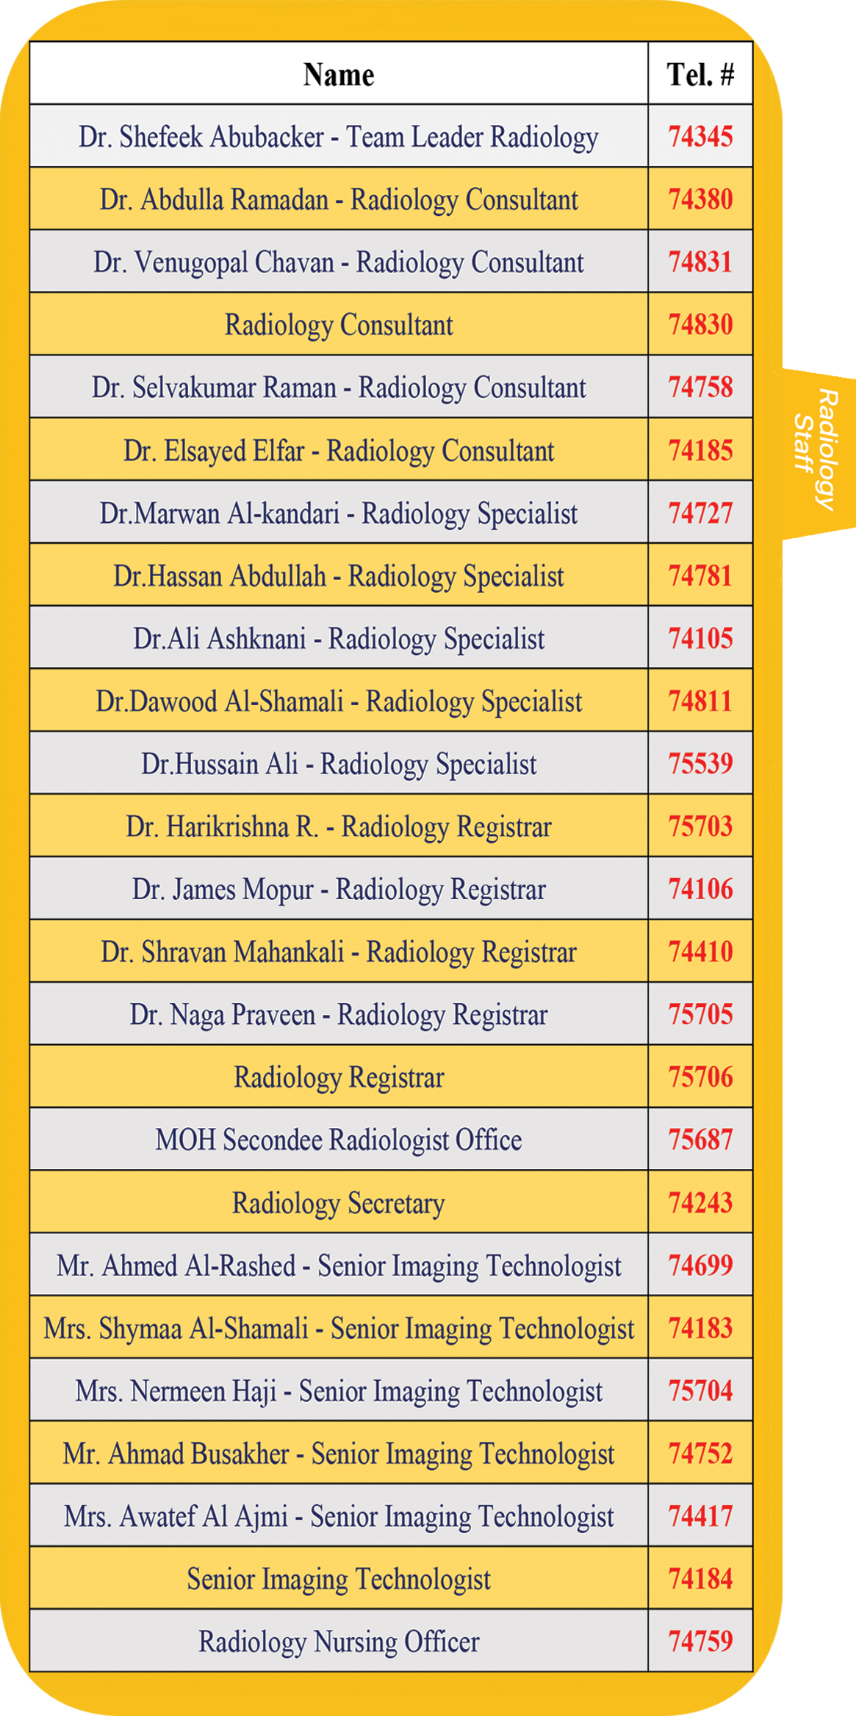 Name Tel. #
Dr. Shefeek Abubacker - Team Leader Radiology 74345
Dr. Abdulla Ramadan - Radiology Consultant 74380
Dr. Venugopal Chavan - Radiology Consultant 74831
Radiology Consultant 74830
Dr. Selvakumar Raman - Radiology Consultant 74758
Dr. Elsayed Elfar - Radiology Consultant 74185
Dr.Marwan Al-kandari - Radiology Specialist 74727
Dr.Hassan Abdullah - Radiology Specialist 74781
Dr.Ali Ashknani - Radiology Specialist 74105
Dr.Dawood Al-Shamali - Radiology Specialist 74811
Dr.Hussain Ali - Radiology Specialist 75539
Dr. Harikrishna R. - Radiology Registrar 75703
Dr. James Mopur - Radiology Registrar 74106
Dr. Shravan Mahankali - Radiology Registrar 74410
Dr. Naga Praveen - Radiology Registrar 75705
Radiology Registrar 75706
MOH Secondee Radiologist Office 75687
Radiology Secretary 74243
Mr. Ahmed Al-Rashed - Senior Imaging Technologist 74699
Mrs. Shymaa Al-Shamali - Senior Imaging Technologist 74183
Mrs. Nermeen Haji - Senior Imaging Technologist 75704
Mr. Ahmad Busakher - Senior Imaging Technologist 74752
Mrs. Awatef Al Ajmi - Senior Imaging Technologist 74417
Senior Imaging Technologist 74184
Radiology Nursing Officer 74759
Radiology
Staff